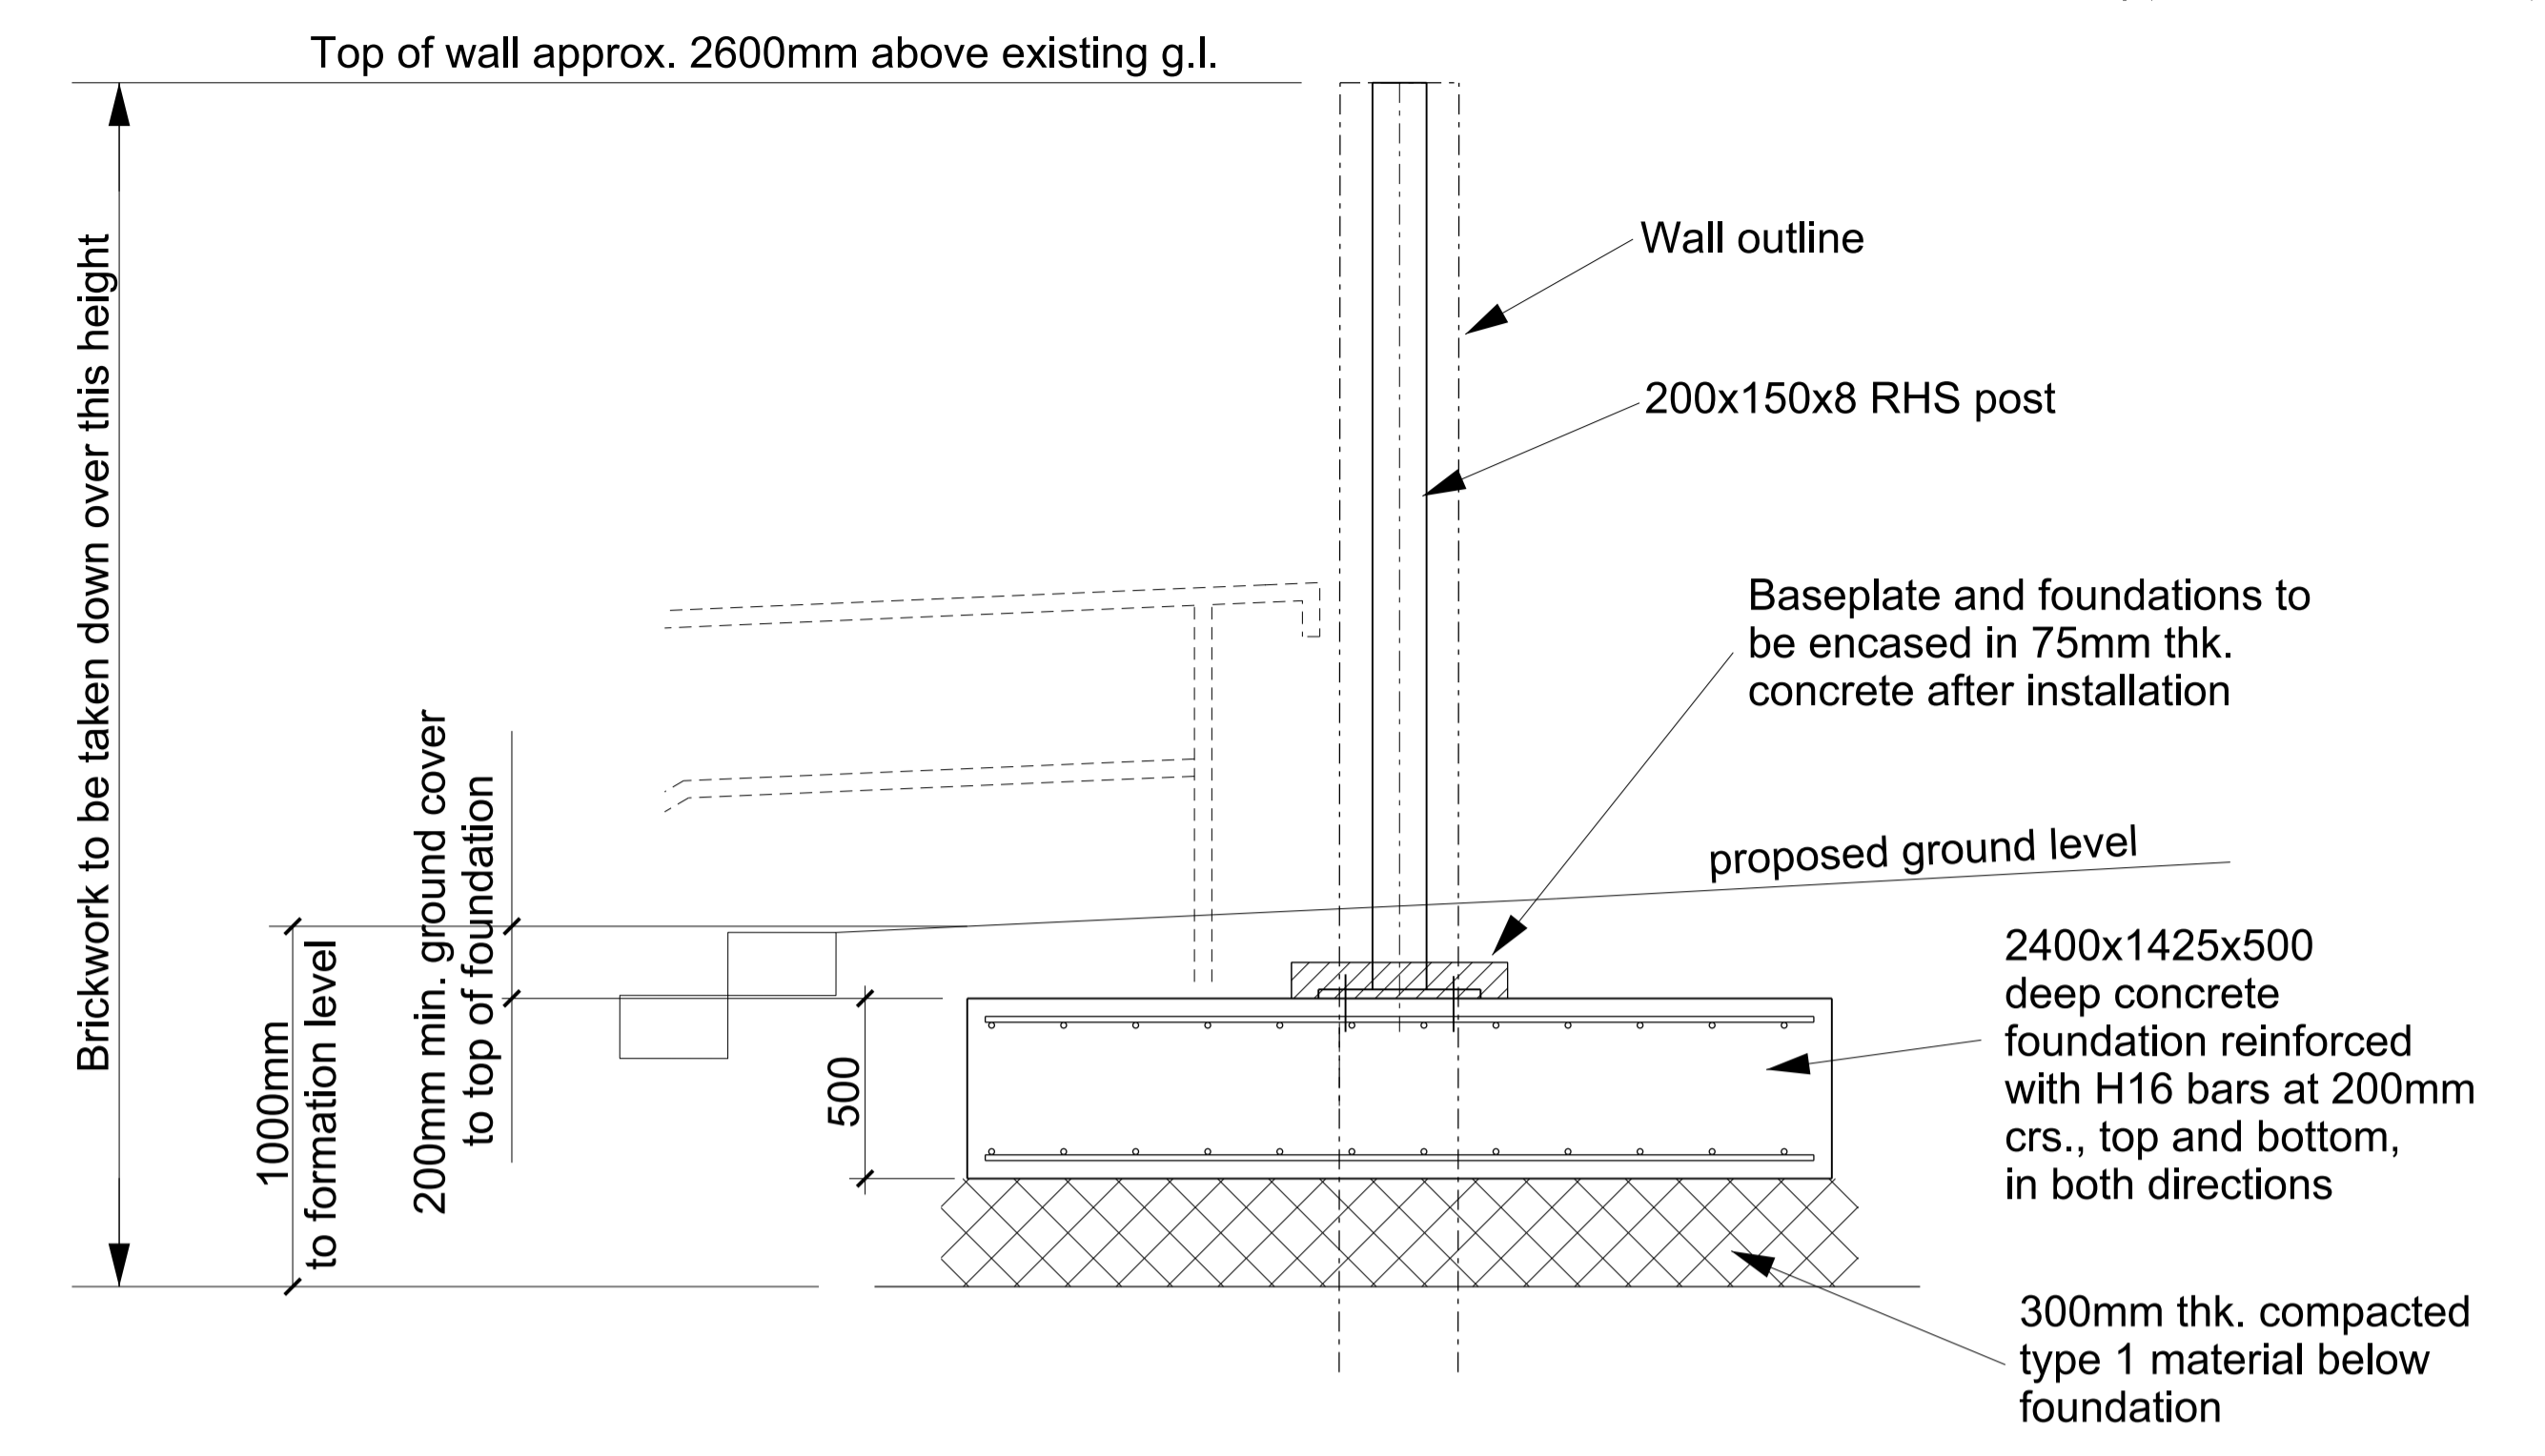 Top of wall approx. 2600mm above existing g.l.
Brickwork to be taken down over this height
Wall outline
200x150x8 RHS post
Baseplate and foundations to
be encased in 75mm thk.
concrete after installation
proposed ground level
1000mm
to formation level
200mm min. ground cover
to top of foundation
500
2400x1425x500
deep concrete
foundation reinforced
with H16 bars at 200mm
crs., top and bottom,
in both directions
300mm thk. compacted
type 1 material below
foundation